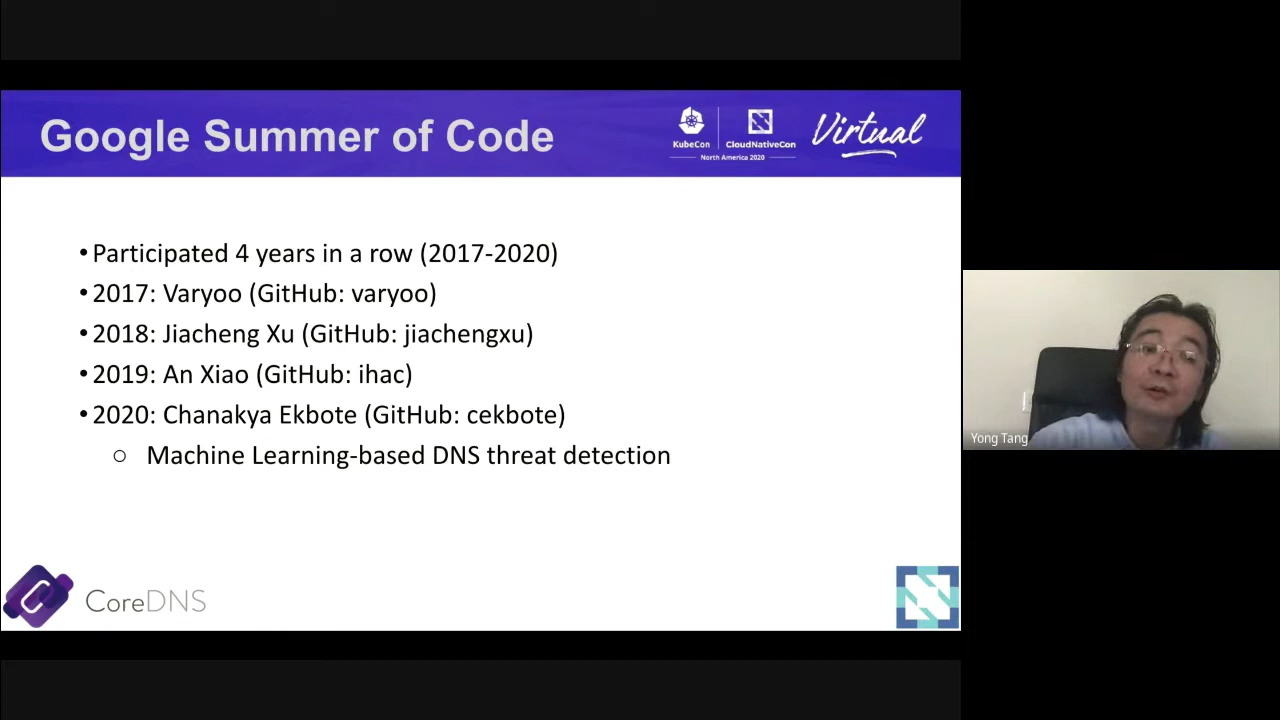 Google Summer of Code
KubeCon
CloudNativeCon
North America 2020
Virtual
•Participated 4 years in a row (2017-2020)
•2017: Varyoo (GitHub: varyoo)
•2018: Jiacheng Xu (GitHub: jiachengxu)
•2019: An Xiao (GitHub: ihac)
•2020: Chanakya Ekbote (GitHub: cekbote)
○ Machine Learning-based DNS threat detection
CoreDNS
Yong Tang